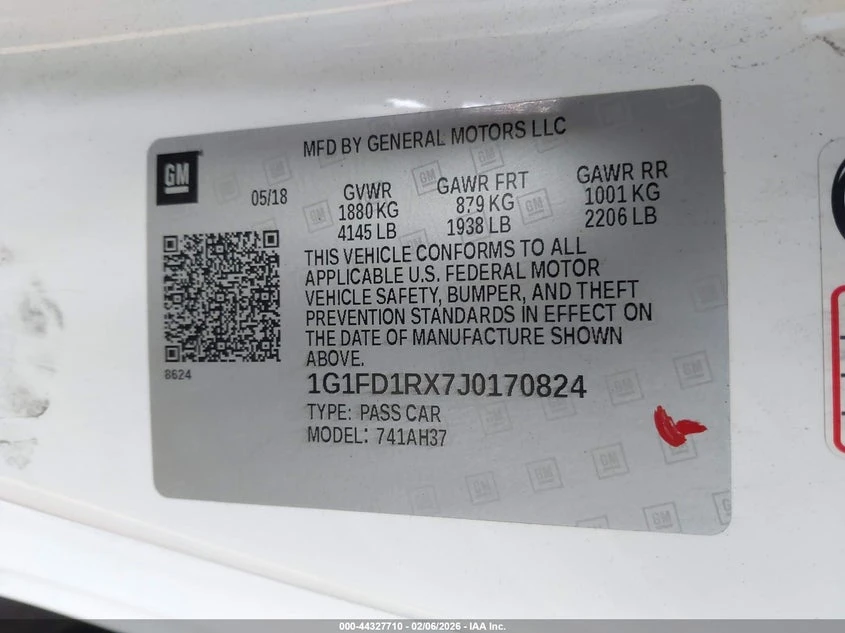 MFD BY GENERAL MOTORS LLC
GM
05/18
GVWR
1880 KG
4145 LB
GAWR FRT
879 KG
1938 LB
GAWR RR
1001 KG
2206 LB
THIS VEHICLE CONFORMS TO ALL
APPLICABLE U.S. FEDERAL MOTOR
VEHICLE SAFETY, BUMPER, AND THEFT
PREVENTION STANDARDS IN EFFECT ON
THE DATE OF MANUFACTURE SHOWN
ABOVE.
8624
1G1FD1RX7J0170824
TYPE: PASS CAR
MODEL: 741AH37
000-44327710 - 02/06/2026 - IAA Inc.